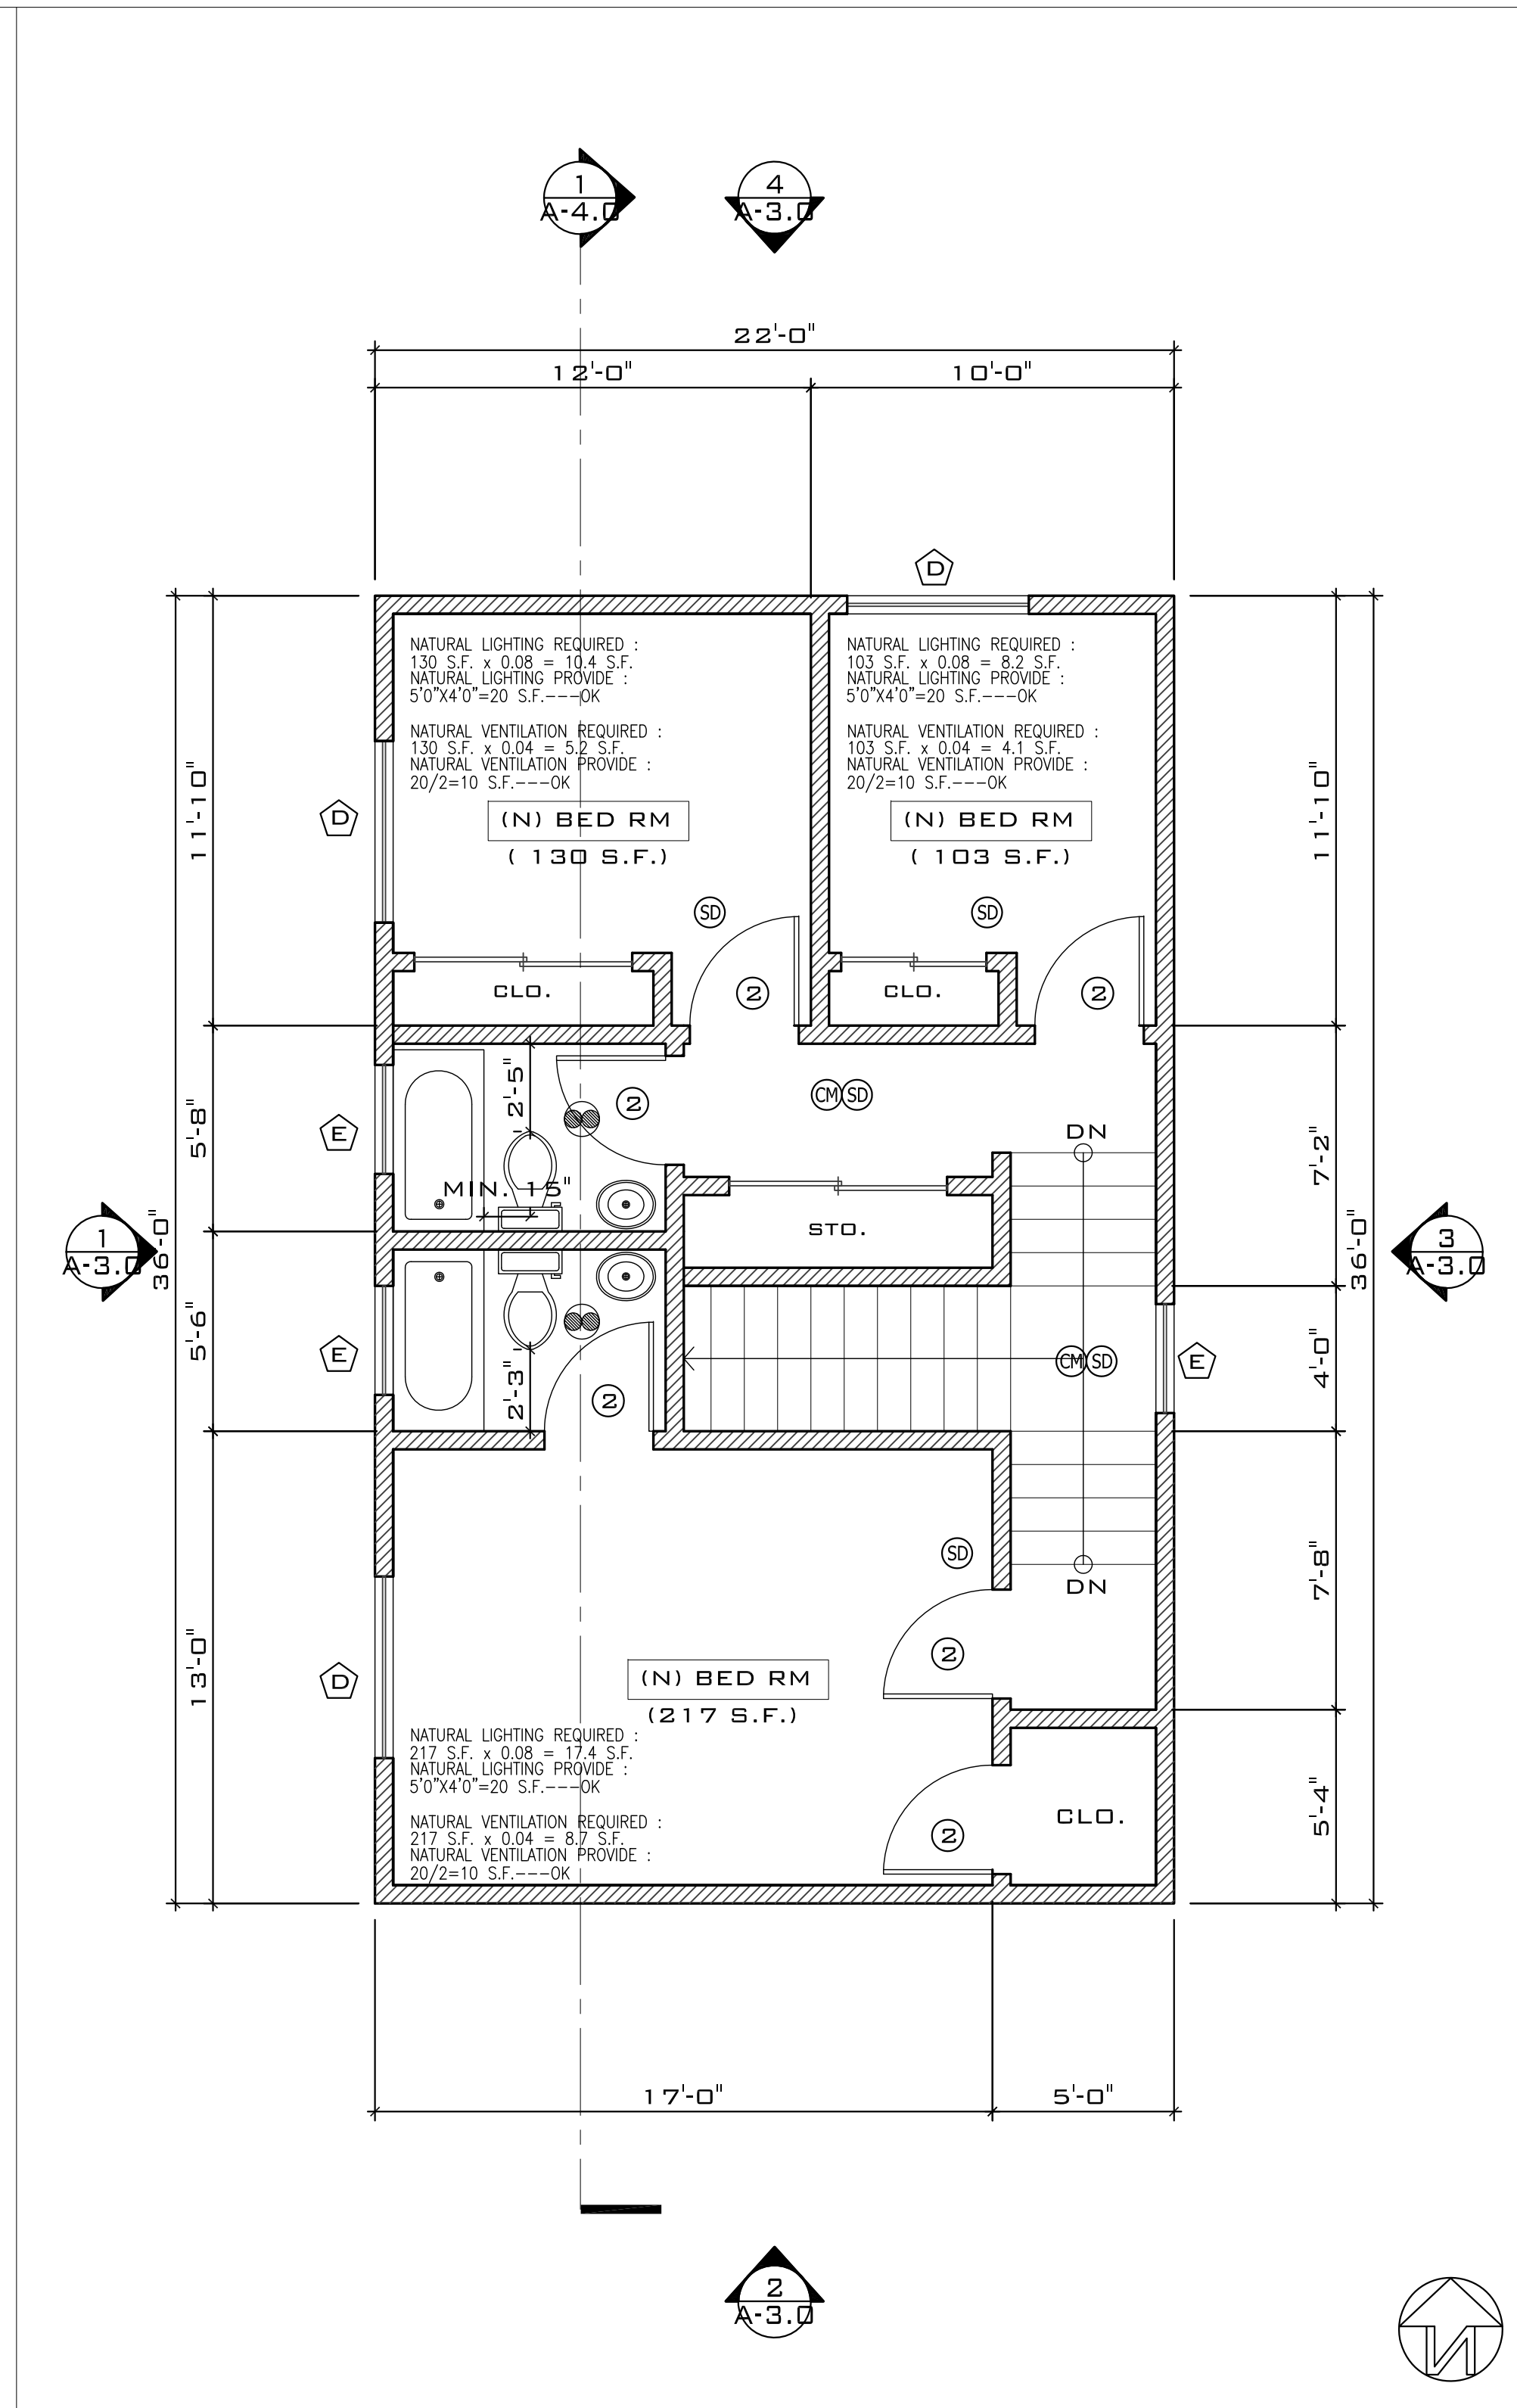 1
A-4.0
4
A-3.0
22'-0"
12'-0"
10'-0"
D
NATURAL LIGHTING REQUIRED :
130 S.F. x 0.08 = 10.4 S.F.
NATURAL LIGHTING PROVIDE :
5'0"X4'0"=20 S.F.---OK
NATURAL VENTILATION REQUIRED :
130 S.F. x 0.04 = 5.2 S.F.
NATURAL VENTILATION PROVIDE :
20/2=10 S.F.---OK
(N) BED RM
( 130 S.F.)
NATURAL LIGHTING REQUIRED :
103 S.F. x 0.08 = 8.2 S.F.
NATURAL LIGHTING PROVIDE :
5'0"X4'0"=20 S.F.---OK
NATURAL VENTILATION REQUIRED :
103 S.F. x 0.04 = 4.1 S.F.
NATURAL VENTILATION PROVIDE :
20/2=10 S.F.---OK
(N) BED RM
( 103 S.F.)
11'-10"
D
11'-10"
SD
SD
CLO.
2
CLO.
2
5'-8"
E
2'-5"
2
CM SD
DN
7'-2"
MIN. 15"
STO.
1
A-3.0
36'-0"
36'-0"
3
A-3.0
5'-6"
E
2'-3"
2
CM SD
E
4'-0"
SD
DN
7'-8"
13'-0"
D
2
(N) BED RM
(217 S.F.)
NATURAL LIGHTING REQUIRED :
217 S.F. x 0.08 = 17.4 S.F.
NATURAL LIGHTING PROVIDE :
5'0"X4'0"=20 S.F.---OK
NATURAL VENTILATION REQUIRED :
217 S.F. x 0.04 = 8.7 S.F.
NATURAL VENTILATION PROVIDE :
20/2=10 S.F.---OK
2
CLO.
5'-4"
17'-0"
5'-0"
2
A-3.0
N